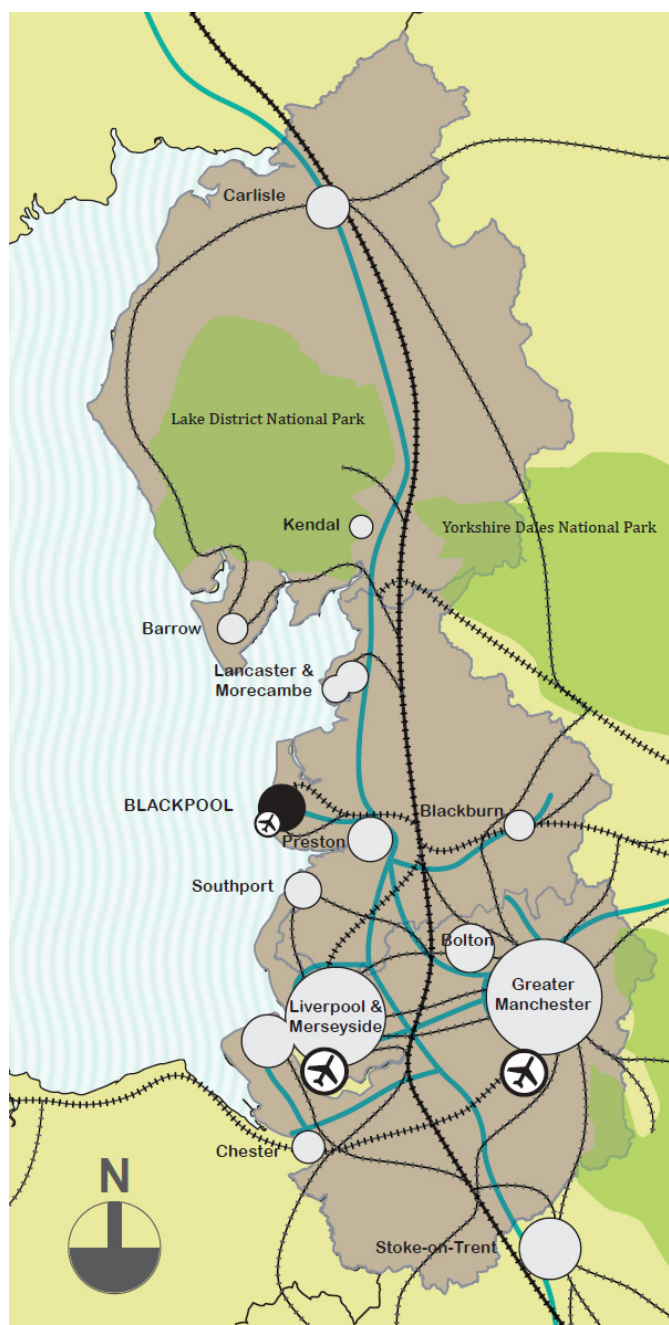 Carlisle
Lake District National Park
Kendal
Yorkshire Dales National Park
Barrow
Lancaster &
Morecambe
BLACKPOOL
Blackburn
Preston
Southport
Bolton
Greater
Manchester
Liverpool &
Merseyside
Chester
N
Stoke-on-Trent